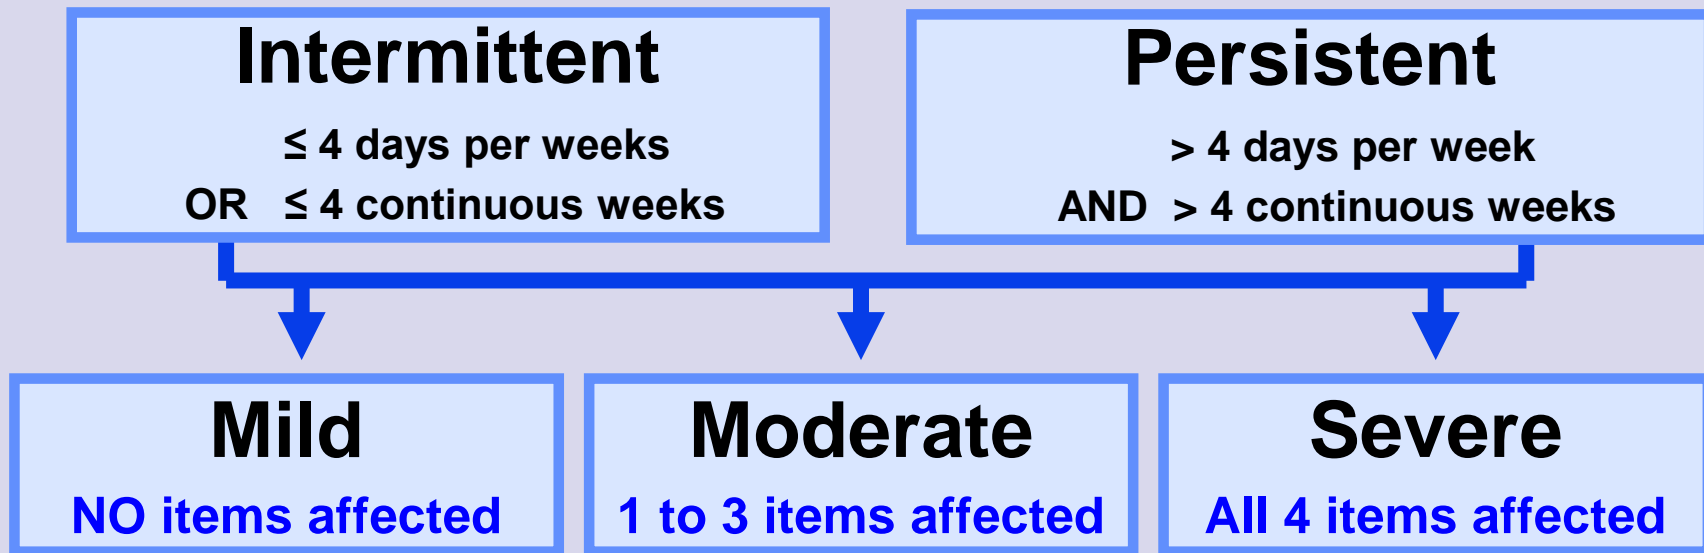 Intermittent
≤ 4 days per weeks
OR ≤ 4 continuous weeks
Persistent
> 4 days per week
AND > 4 continuous weeks
Mild
NO items affected
Moderate
1 to 3 items affected
Severe
All 4 items affected